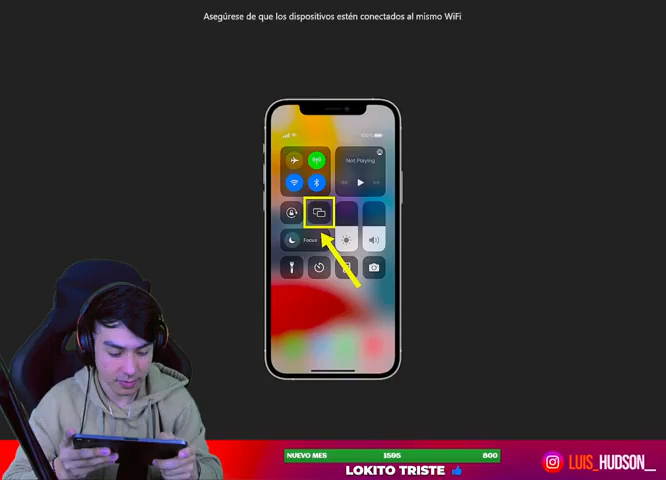 Asegúrese de que los dispositivos estén conectados al mismo WiFi
100%
Not Playing
Focus
NUEVO MES 1595 800
LOKITO TRISTE
LUIS_HUDSON__